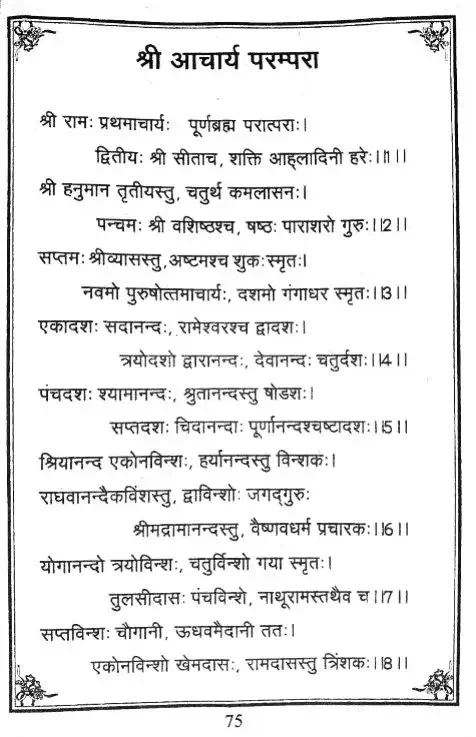 श्री आचार्य परम्परा
श्री रामः प्रथमाचार्यः पूर्णब्रह्म परात्पराः।
द्वितीयः श्री सीताच, शक्ति आह्लादिनी हरेः।।1।।
श्री हनुमान तृतीयस्तु, चतुर्थ कमलासनः।
पन्चमः श्री वशिष्ठश्च, षष्ठः पाराशरो गुरुः।।2।।
सप्तमः श्रीव्यासस्तु,अष्टमश्च शुकःस्मृतः।
नवमो पुरुषोत्तमाचार्यः, दशमो गंगाधर स्मृतः।।3।।
एकादशः सदानन्दः, रामेश्वरश्च द्वादशः।
त्रयोदशो द्वारानन्दः, देवानन्दः चतुर्दशः।।4।।
पंचदशः श्यामानन्दः, श्रुतानन्दस्तु षोडशः।
सप्तदशः चिदानन्दाः पूर्णानन्दश्चष्टादशः।।5।।
श्रियानन्द एकोनविन्शः, हर्यानन्दस्तु विन्शकः।
राघवानन्दैकविंशस्तु, द्वाविन्शोः जगद्गुरुः
श्रीमद्रामानन्दस्तु, वैष्णवधर्म प्रचारकः।।6।।
योगानन्दो त्रयोविन्शः, चतुर्विन्शो गया स्मृतः।
तुलसीदासः पंचविन्शे, नाथूरामस्तथैव च।।7।।
सप्तविन्शः चौगानी, ऊधवमैदानी ततः।
एकोनविन्शो खेमदासः, रामदासस्तु त्रिंशकः।।8।।
75